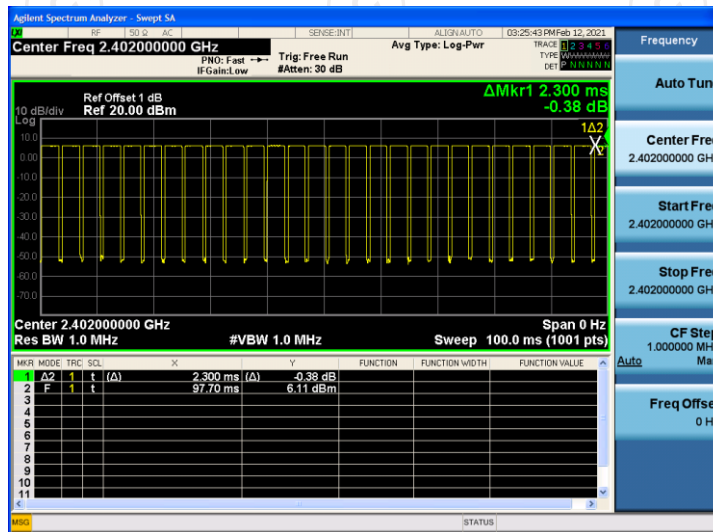 Agilent Spectrum Analyzer - Swept SA
RF 50 Ω AC SENSE:INT ALIGN AUTO 03:25:43 PM Feb 12, 2021
Center Freq 2.402000000 GHz
PNO: Fast
IFGain:Low
Trig: Free Run
#Atten: 30 dB
Avg Type: Log-Pwr
TRACE 1 2 3 4 5 6
TYPE WWWWWW
DET P N N N N N
Ref Offset 1 dB
10 dB/div Ref 20.00 dBm
Log
ΔMkr1 2.300 ms
-0.38 dB
1Δ2
10.0
0.00
-10.0
-20.0
-30.0
-40.0
-50.0
-60.0
-70.0
Center 2.402000000 GHz Span 0 Hz
Res BW 1.0 MHz #VBW 1.0 MHz Sweep 100.0 ms (1001 pts)
MKR MODE TRC SCL X Y FUNCTION FUNCTION WIDTH FUNCTION VALUE
1 Δ2 1 t (Δ) 2.300 ms (Δ) -0.38 dB
2 F 1 t 97.70 ms 6.11 dBm
3
4
5
6
7
8
9
10
11
MSG STATUS
Frequency
Auto Tun
Center Fre
2.402000000 GH
Start Fre
2.402000000 GH
Stop Fre
2.402000000 GH
CF Step
1.000000 MH
Auto Ma
Freq Offse
0 H